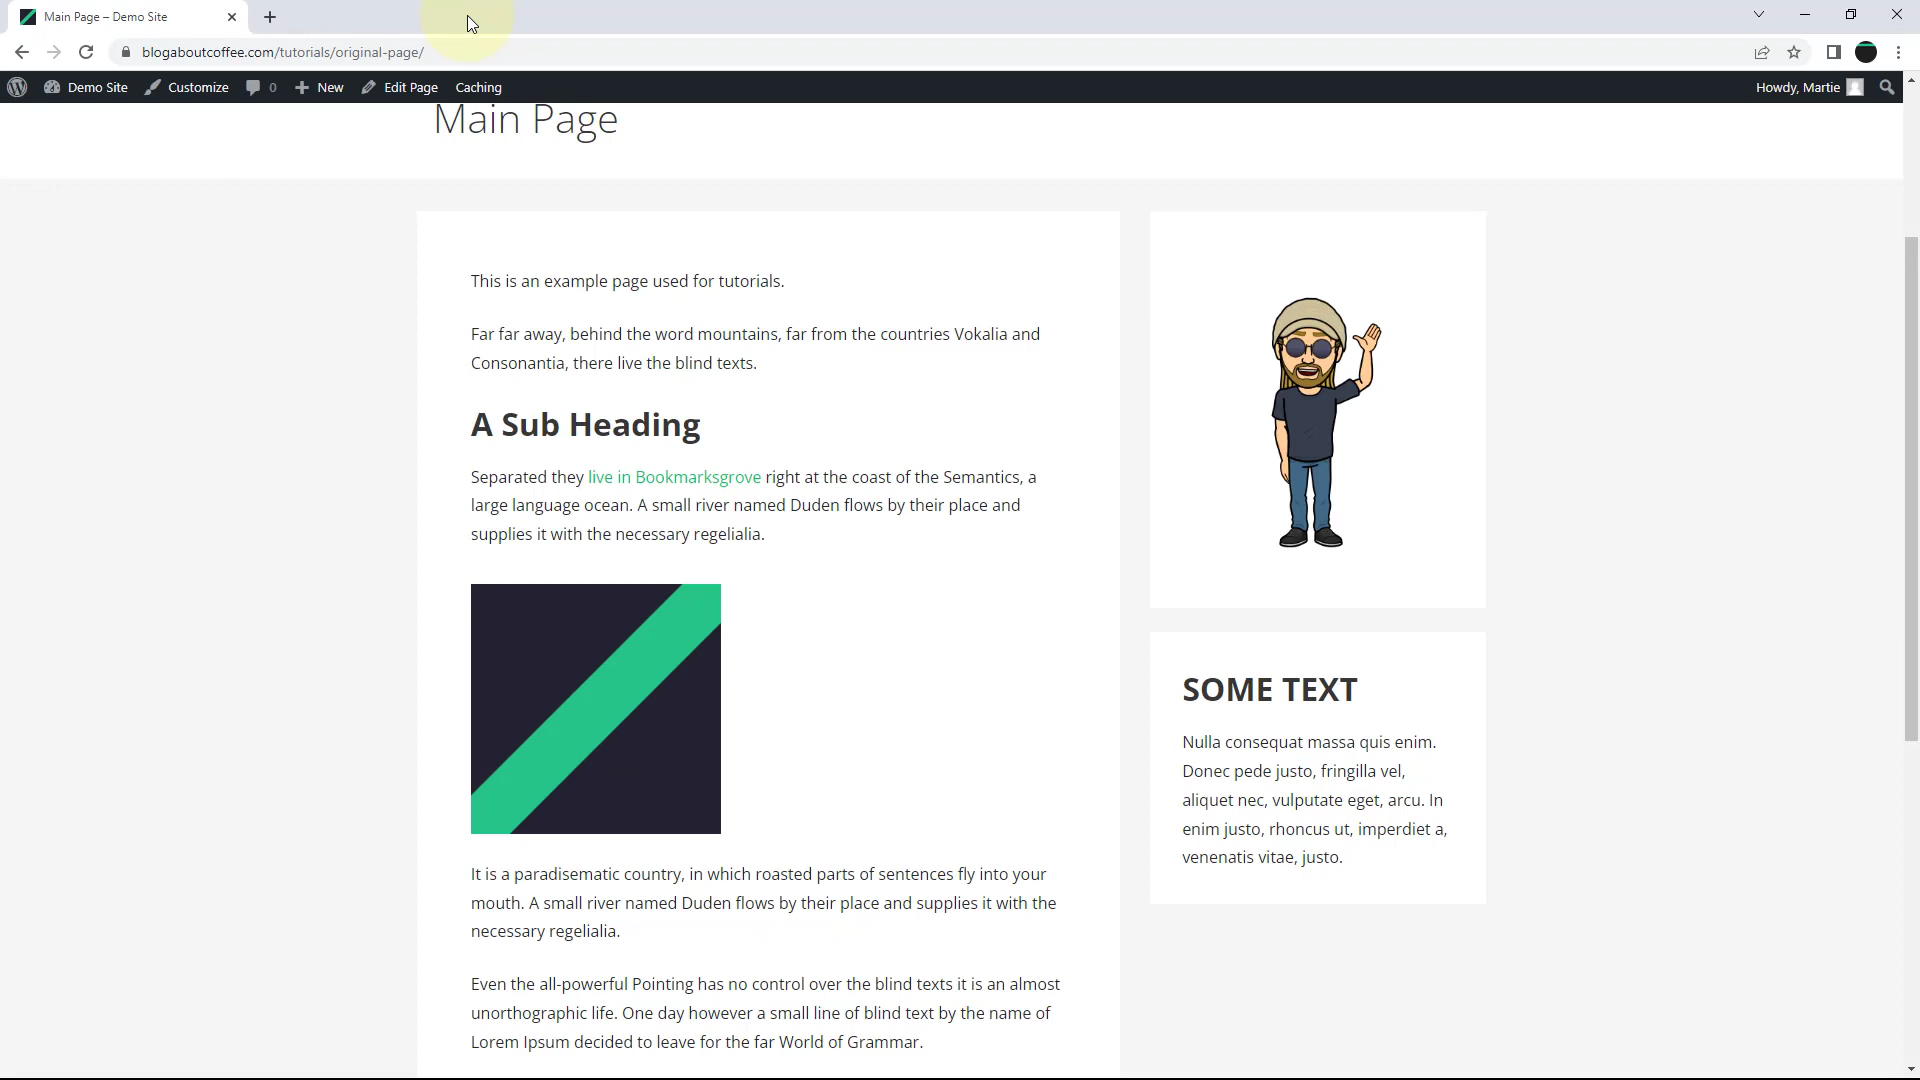 Main Page – Demo Site
blogaboutcoffee.com/tutorials/original-page/
Demo Site Customize 0 New Edit Page Caching Howdy, Martie
Main Page
This is an example page used for tutorials.
Far far away, behind the word mountains, far from the countries Vokalia and
Consonantia, there live the blind texts.
A Sub Heading
Separated they live in Bookmarksgrove right at the coast of the Semantics, a
large language ocean. A small river named Duden flows by their place and
supplies it with the necessary regelialia.
It is a paradisematic country, in which roasted parts of sentences fly into your
mouth. A small river named Duden flows by their place and supplies it with the
necessary regelialia.
Even the all-powerful Pointing has no control over the blind texts it is an almost
unorthographic life. One day however a small line of blind text by the name of
Lorem Ipsum decided to leave for the far World of Grammar.
SOME TEXT
Nulla consequat massa quis enim.
Donec pede justo, fringilla vel,
aliquet nec, vulputate eget, arcu. In
enim justo, rhoncus ut, imperdiet a,
venenatis vitae, justo.